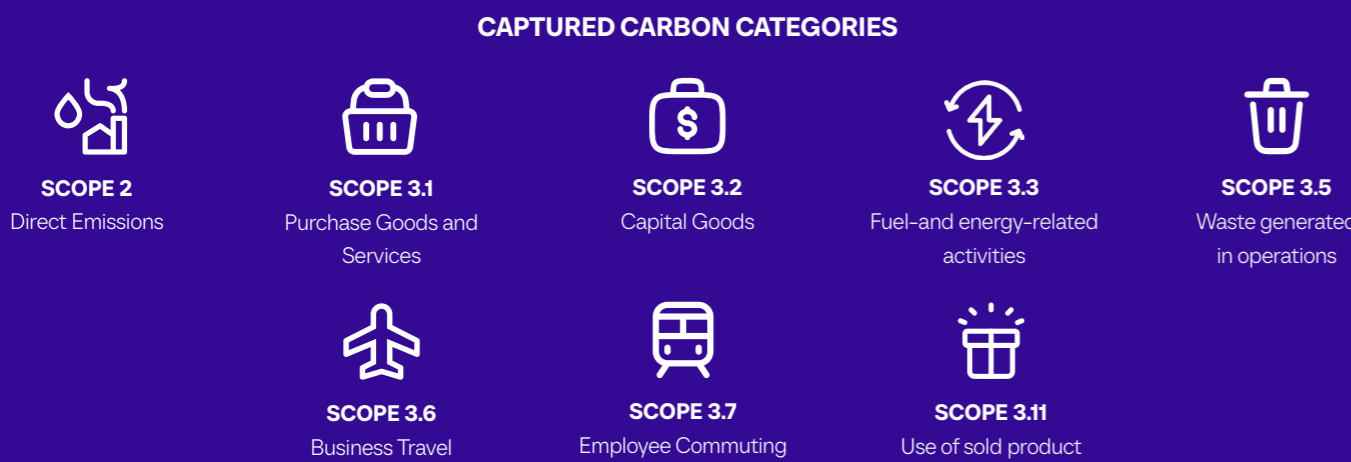 CAPTURED CARBON CATEGORIES
SCOPE 2
Direct Emissions
SCOPE 3.1
Purchase Goods and
Services
SCOPE 3.2
Capital Goods
SCOPE 3.3
Fuel-and energy-related
activities
SCOPE 3.5
Waste generated
in operations
SCOPE 3.6
Business Travel
SCOPE 3.7
Employee Commuting
SCOPE 3.11
Use of sold product